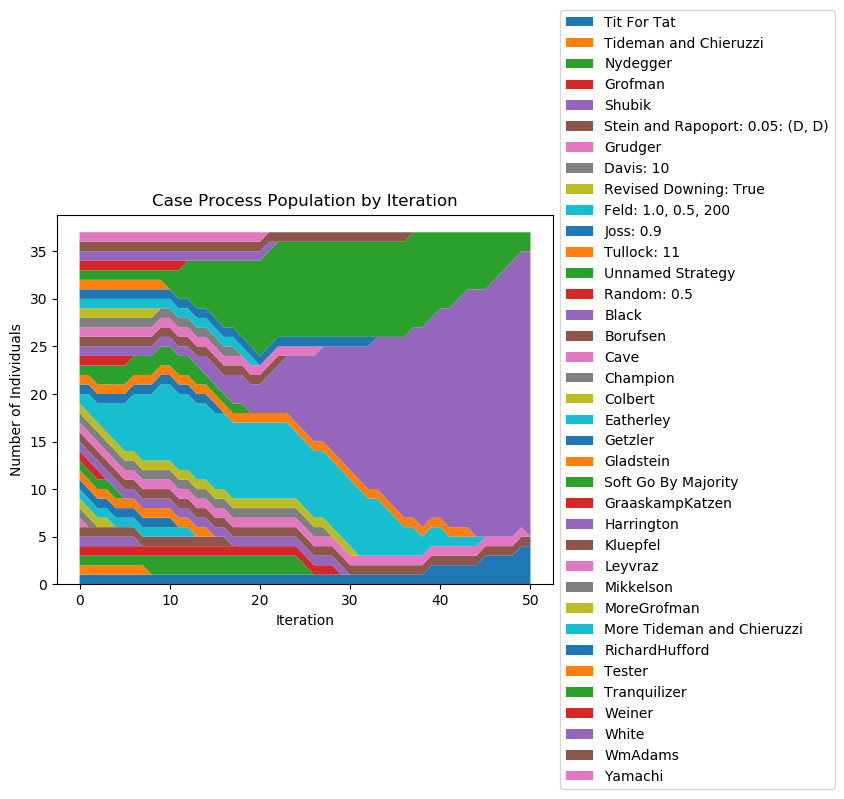 Case Process Population by Iteration
Number of Individuals
35
30
25
20
15
10
5
0
0 10 20 30 40 50
Iteration
Tit For Tat
Tideman and Chieruzzi
Nydegger
Grofman
Shubik
Stein and Rapoport: 0.05: (D, D)
Grudger
Davis: 10
Revised Downing: True
Feld: 1.0, 0.5, 200
Joss: 0.9
Tullock: 11
Unnamed Strategy
Random: 0.5
Black
Borufsen
Cave
Champion
Colbert
Eatherley
Getzler
Gladstein
Soft Go By Majority
GraaskampKatzen
Harrington
Kluepfel
Leyvraz
Mikkelson
MoreGrofman
More Tideman and Chieruzzi
RichardHufford
Tester
Tranquilizer
Weiner
White
WmAdams
Yamachi